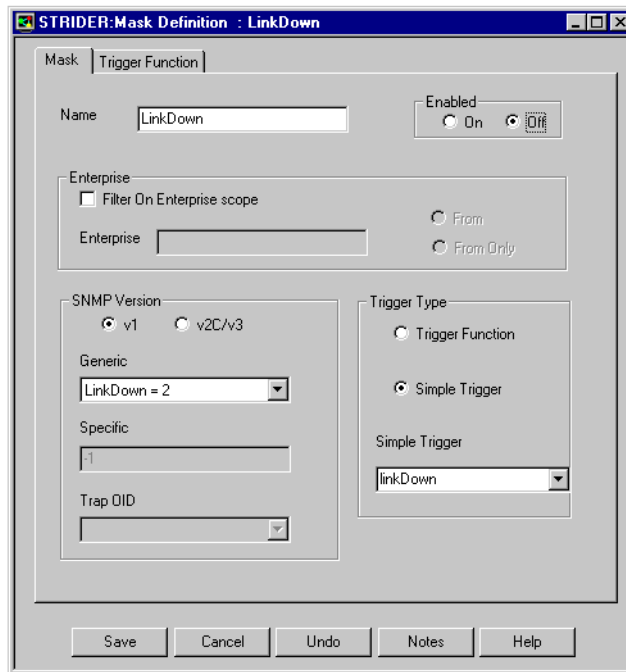 STRIDER:Mask Definition : LinkDown
Mask Trigger Function
Name LinkDown
Enabled
On Off
Enterprise
Filter On Enterprise scope
Enterprise
From
From Only
SNMP Version
v1 v2C/v3
Generic
LinkDown = 2
Specific
-1
Trap OID
Trigger Type
Trigger Function
Simple Trigger
Simple Trigger
linkDown
Save Cancel Undo Notes Help